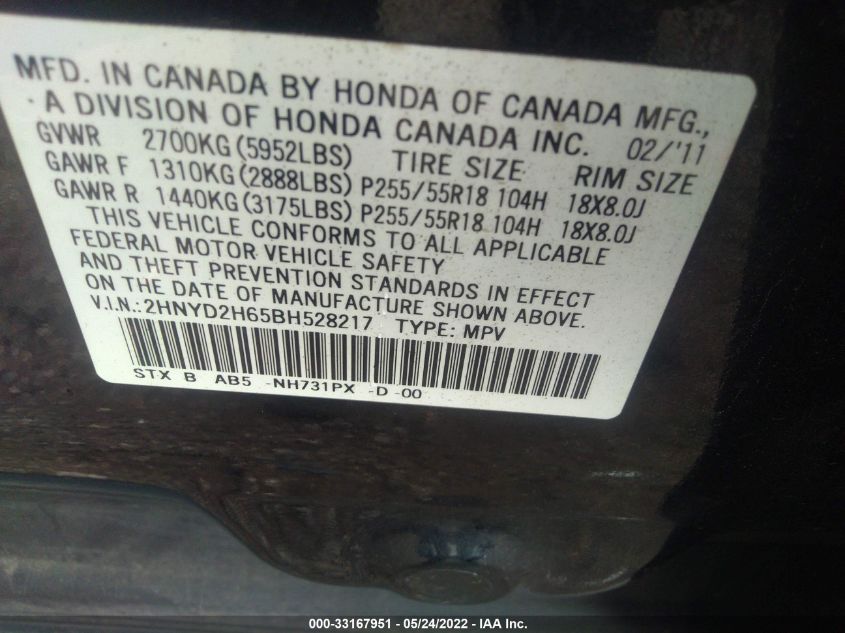 MFD. IN CANADA BY HONDA OF CANADA MFG.,
A DIVISION OF HONDA CANADA INC. 02/'11
GVWR 2700KG(5952LBS) TIRE SIZE RIM SIZE
GAWR F 1310KG(2888LBS) P255/55R18 104H 18X8.0J
GAWR R 1440KG(3175LBS) P255/55R18 104H 18X8.0J
THIS VEHICLE CONFORMS TO ALL APPLICABLE
FEDERAL MOTOR VEHICLE SAFETY
AND THEFT PREVENTION STANDARDS IN EFFECT
ON THE DATE OF MANUFACTURE SHOWN ABOVE.
V.I.N.:2HNYD2H65BH528217 TYPE: MPV
STX B AB5 -NH731PX -D -00
000-33167951 / 05/24/2022 - IAA Inc.